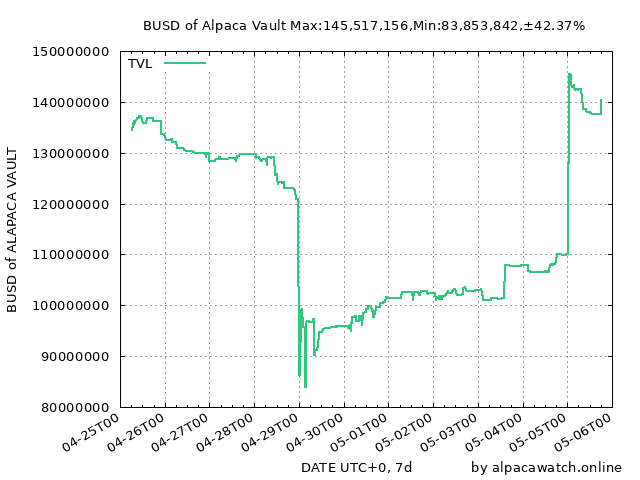 BUSD of Alpaca Vault Max:145,517,156,Min:83,853,842,±42.37%
TVL
BUSD of ALAPACA VAULT
150000000
140000000
130000000
120000000
110000000
100000000
90000000
80000000
04-25T00
04-26T00
04-27T00
04-28T00
04-29T00
04-30T00
05-01T00
05-02T00
05-03T00
05-04T00
05-05T00
05-06T00
DATE UTC+0, 7d
by alpacawatch.online